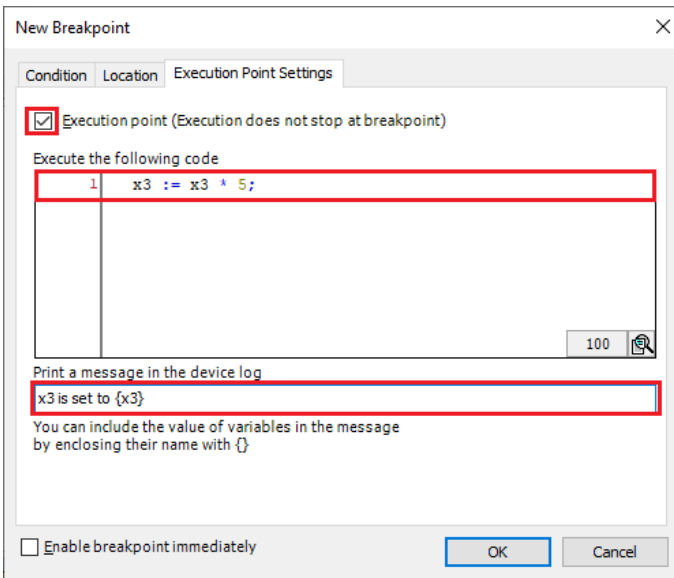 New Breakpoint
Condition Location Execution Point Settings
Execution point (Execution does not stop at breakpoint)
Execute the following code
1 x3 := x3 * 5;
100
Print a message in the device log
x3 is set to {x3}
You can include the value of variables in the message
by enclosing their name with {}
Enable breakpoint immediately
OK Cancel